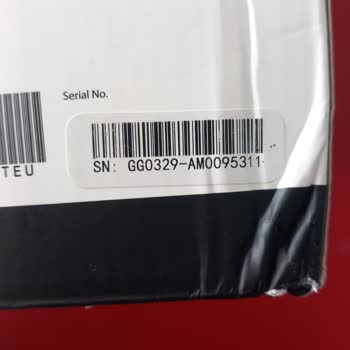 Serial No.
SN: GG0329-AM0095311
TEU